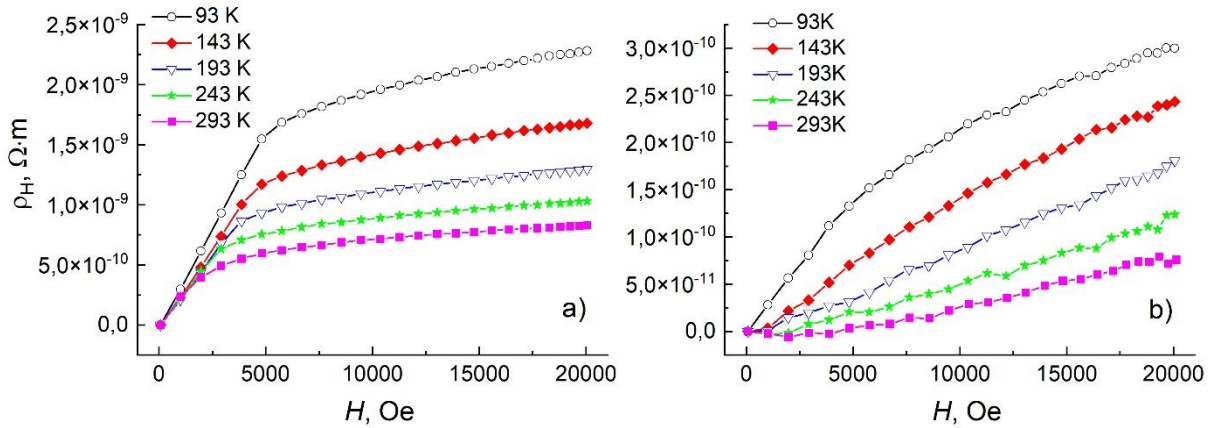 2,5×10⁻⁹
2,0×10⁻⁹
1,5×10⁻⁹
1,0×10⁻⁹
5,0×10⁻¹⁰
0,0
ρH, Ω·m
93 K
143 K
193 K
243 K
293 K
a)
0 5000 10000 15000 20000
H, Oe
3,0×10⁻¹⁰
2,5×10⁻¹⁰
2,0×10⁻¹⁰
1,5×10⁻¹⁰
1,0×10⁻¹⁰
5,0×10⁻¹¹
0,0
93K
143K
193K
243K
293K
b)
0 5000 10000 15000 20000
H, Oe